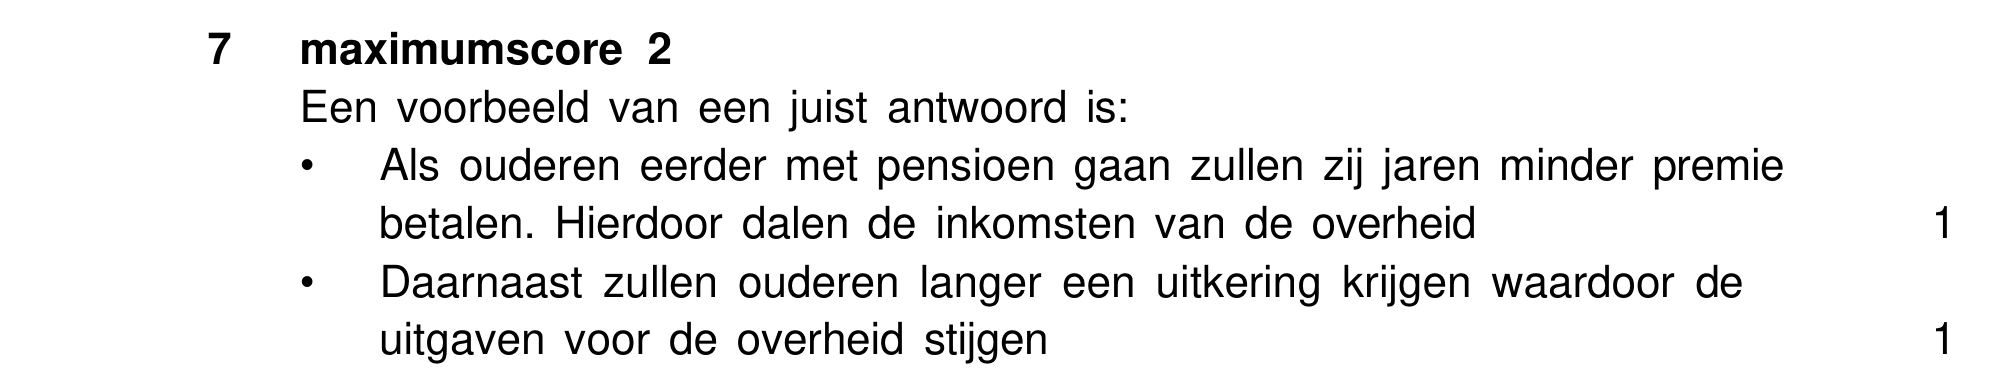 7 maximumscore 2
Een voorbeeld van een juist antwoord is:
• Als ouderen eerder met pensioen gaan zullen zij jaren minder premie
betalen. Hierdoor dalen de inkomsten van de overheid 1
• Daarnaast zullen ouderen langer een uitkering krijgen waardoor de
uitgaven voor de overheid stijgen 1